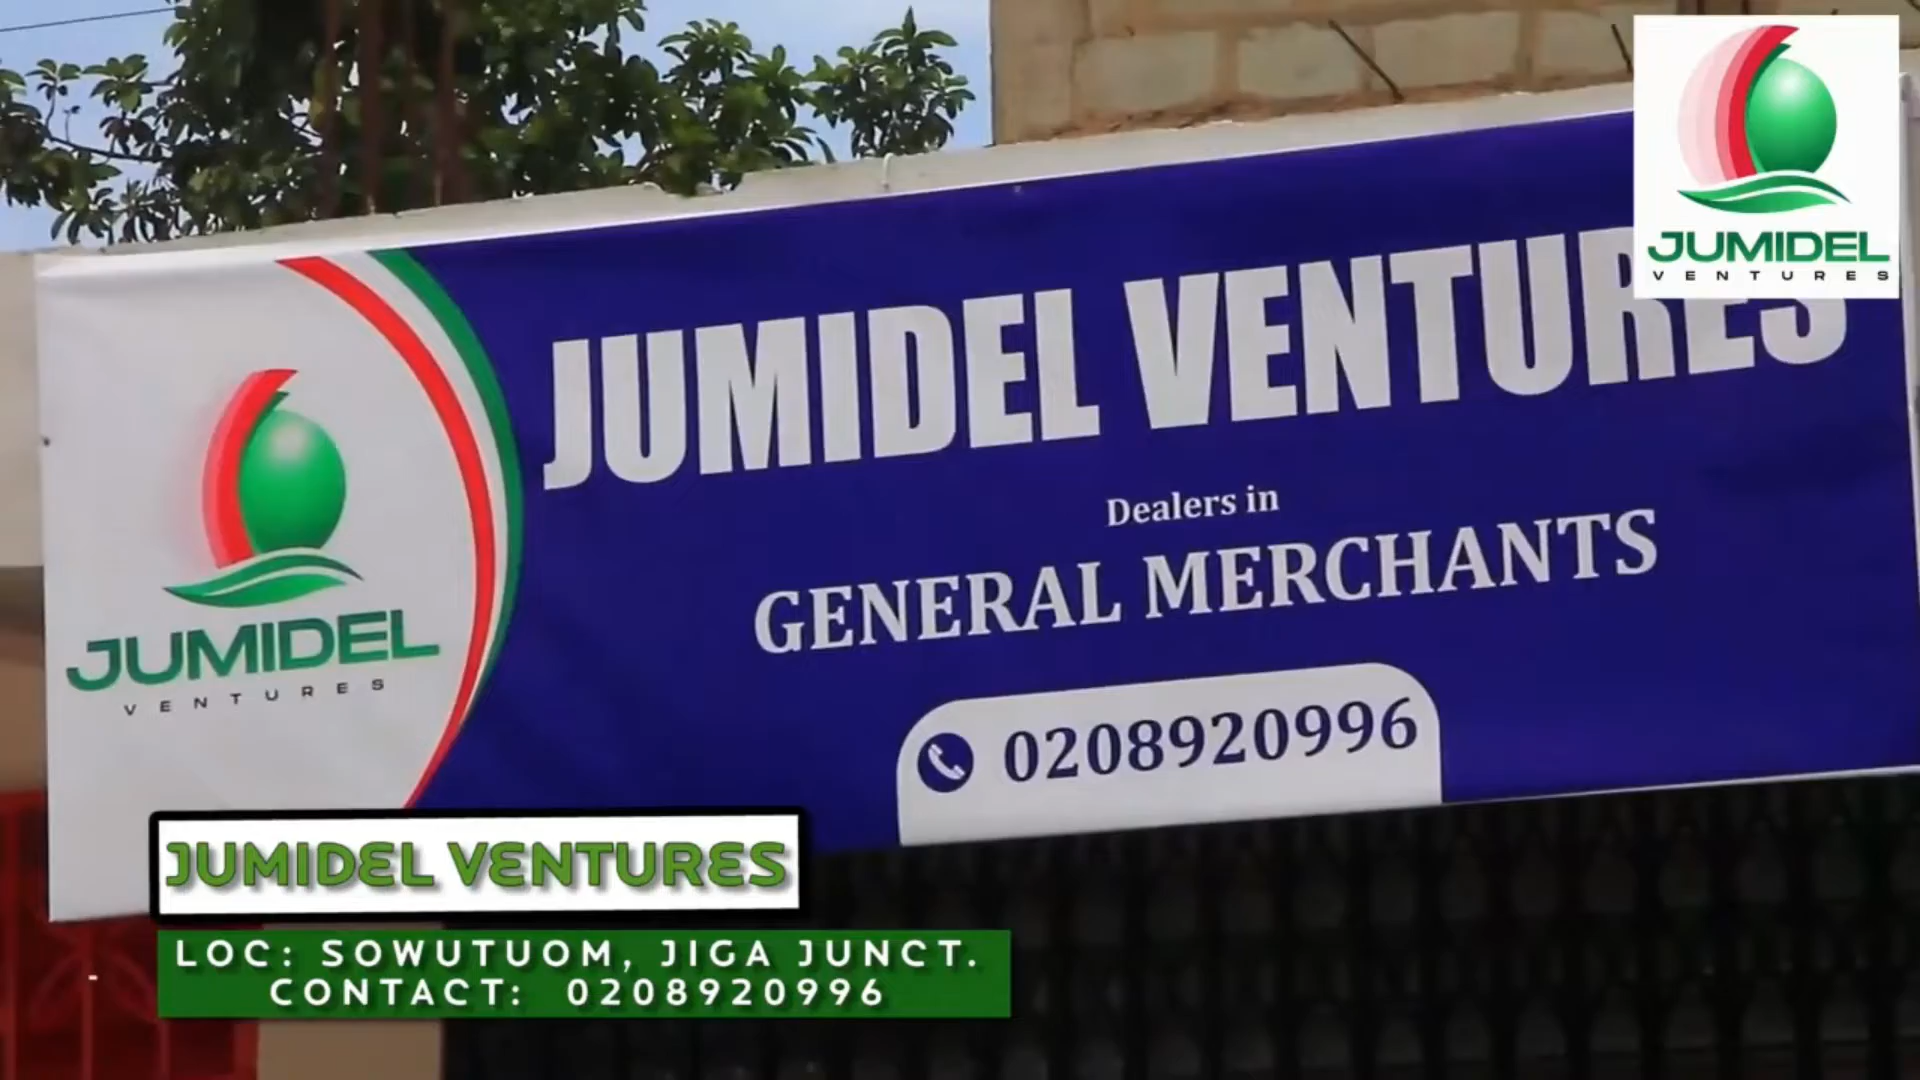 JUMIDEL
VENTURES
JUMIDEL VENTURES
Dealers in
GENERAL MERCHANTS
0208920996
JUMIDEL
VENTURES
JUMIDEL VENTURES
LOC: SOWUTUOM, JIGA JUNCT.
CONTACT: 0208920996